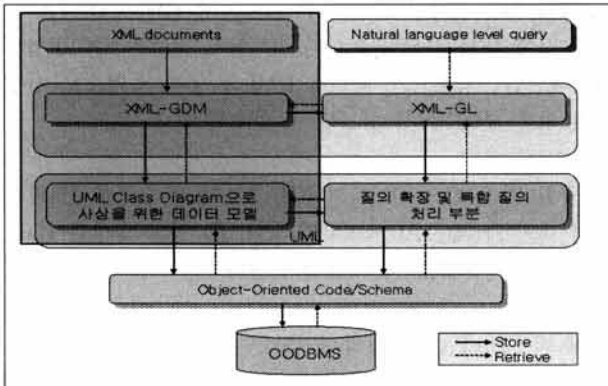 XML documents
Natural language level query
XML-GDM
XML-GL
UML Class Diagram으로
사상을 위한 데이터 모델
질의 확장 및 복합 질의
처리 부분
UML
Object-Oriented Code/Schema
OODBMS
Store
Retrieve